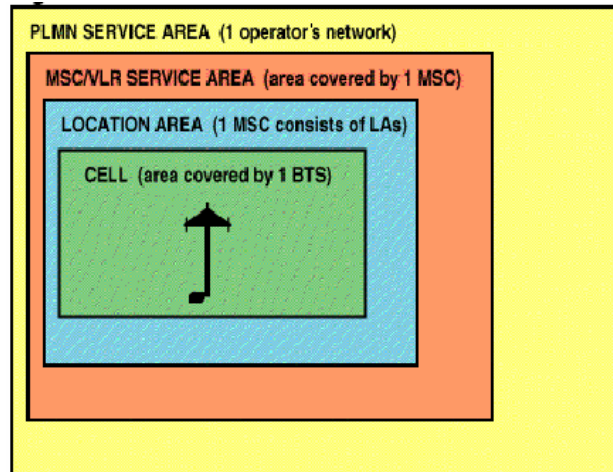 PLMN SERVICE AREA (1 operator's network)
MSC/VLR SERVICE AREA (area covered by 1 MSC)
LOCATION AREA (1 MSC consists of LAs)
CELL (area covered by 1 BTS)